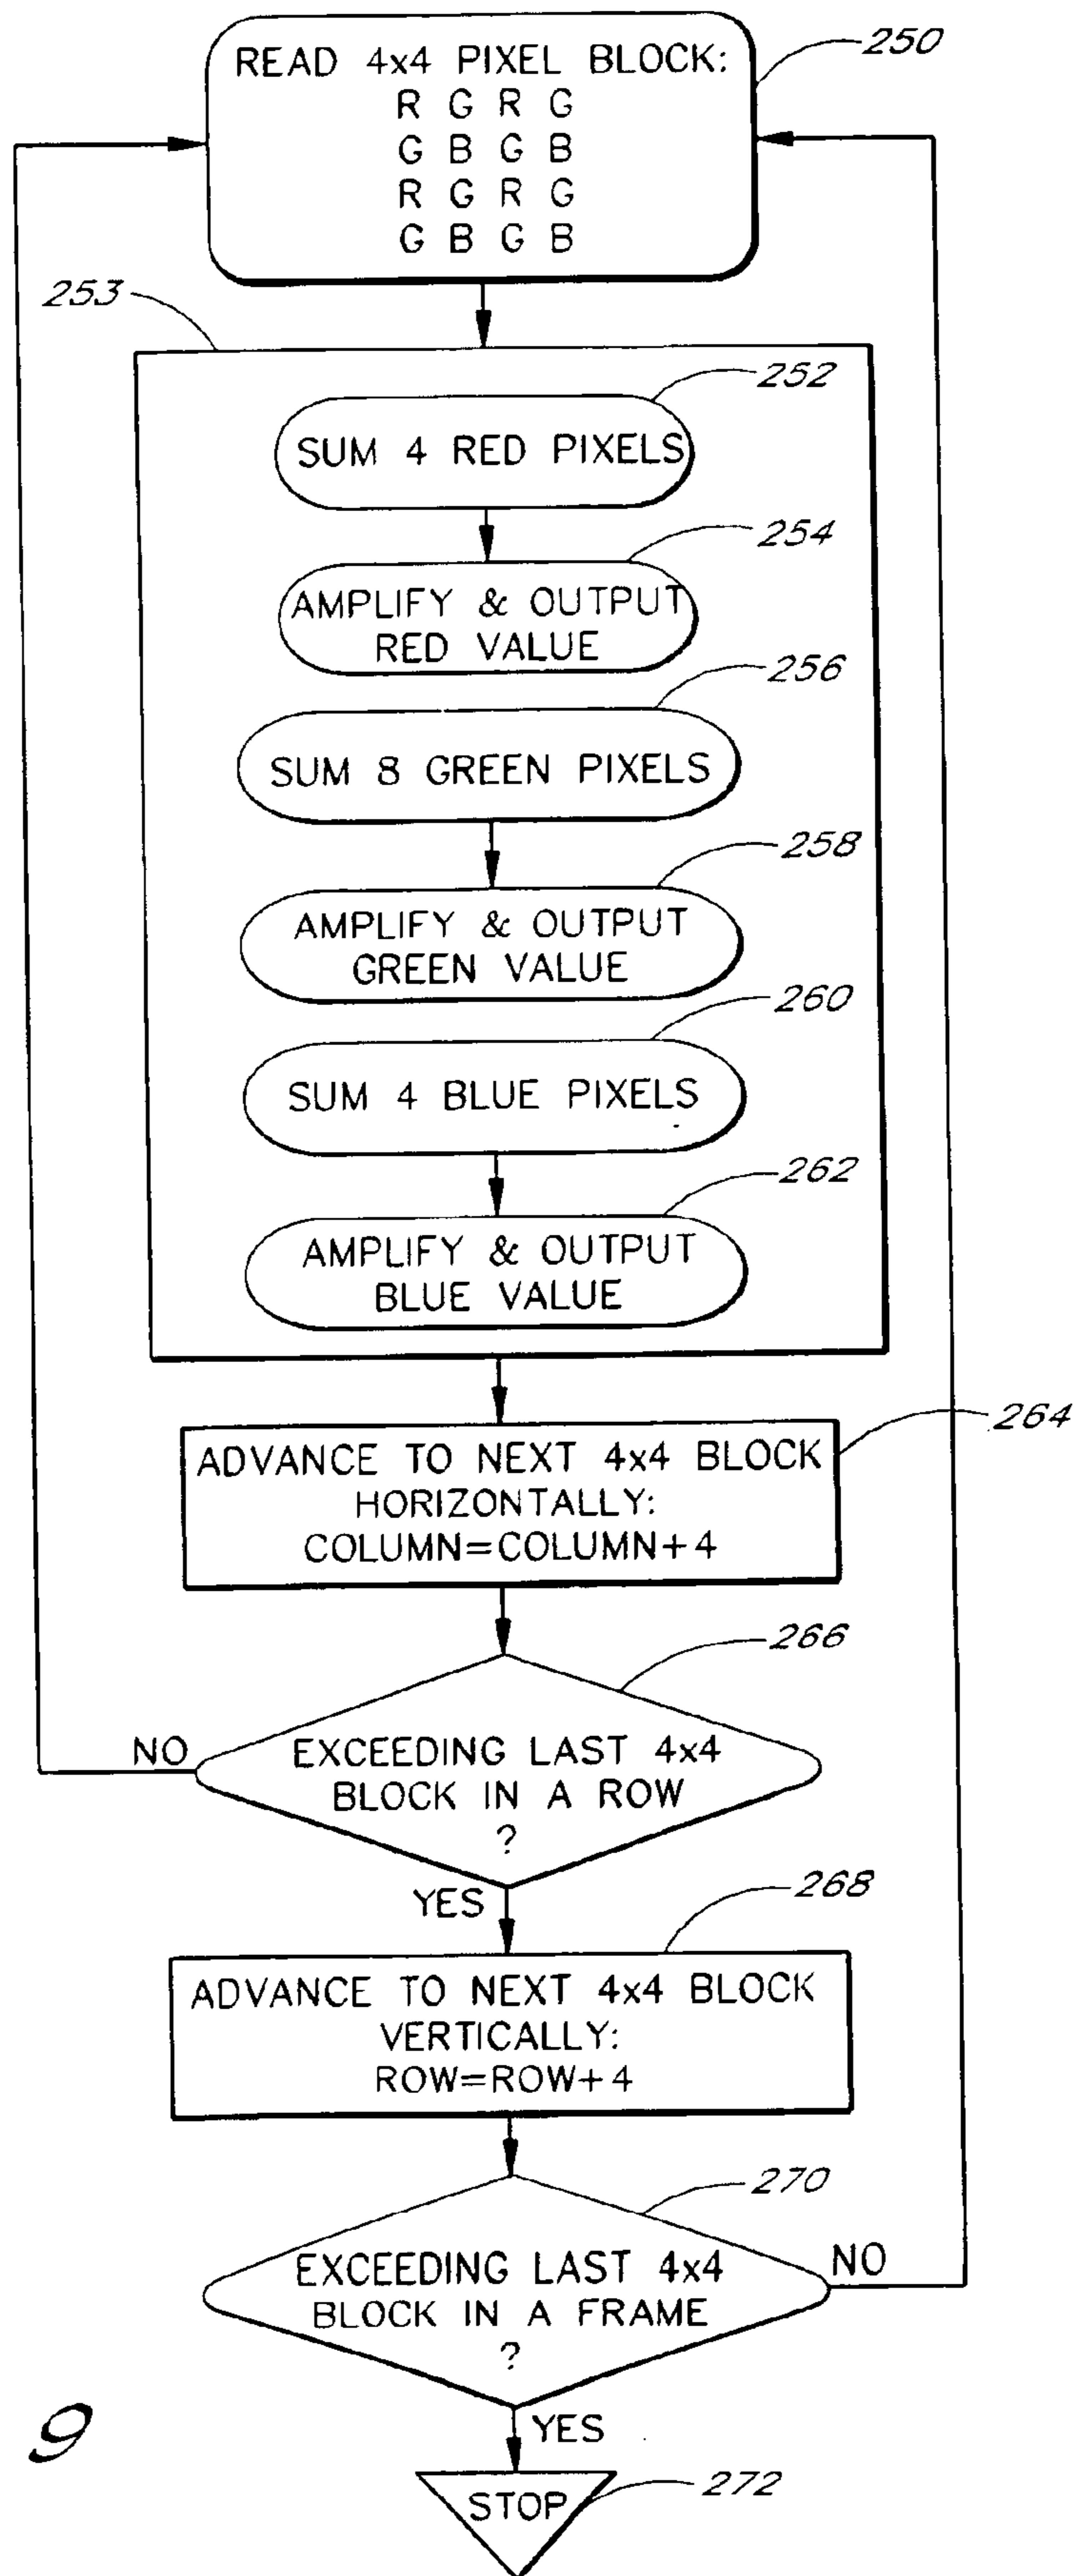 250
READ 4x4 PIXEL BLOCK:
R G R G
G B G B
R G R G
G B G B
253
252
SUM 4 RED PIXELS
254
AMPLIFY & OUTPUT
RED VALUE
256
SUM 8 GREEN PIXELS
258
AMPLIFY & OUTPUT
GREEN VALUE
260
SUM 4 BLUE PIXELS
262
AMPLIFY & OUTPUT
BLUE VALUE
264
ADVANCE TO NEXT 4x4 BLOCK
HORIZONTALLY:
COLUMN=COLUMN+4
266
NO
EXCEEDING LAST 4x4
BLOCK IN A ROW
?
YES
268
ADVANCE TO NEXT 4x4 BLOCK
VERTICALLY:
ROW=ROW+4
270
NO
EXCEEDING LAST 4x4
BLOCK IN A FRAME
?
9
YES
STOP
272